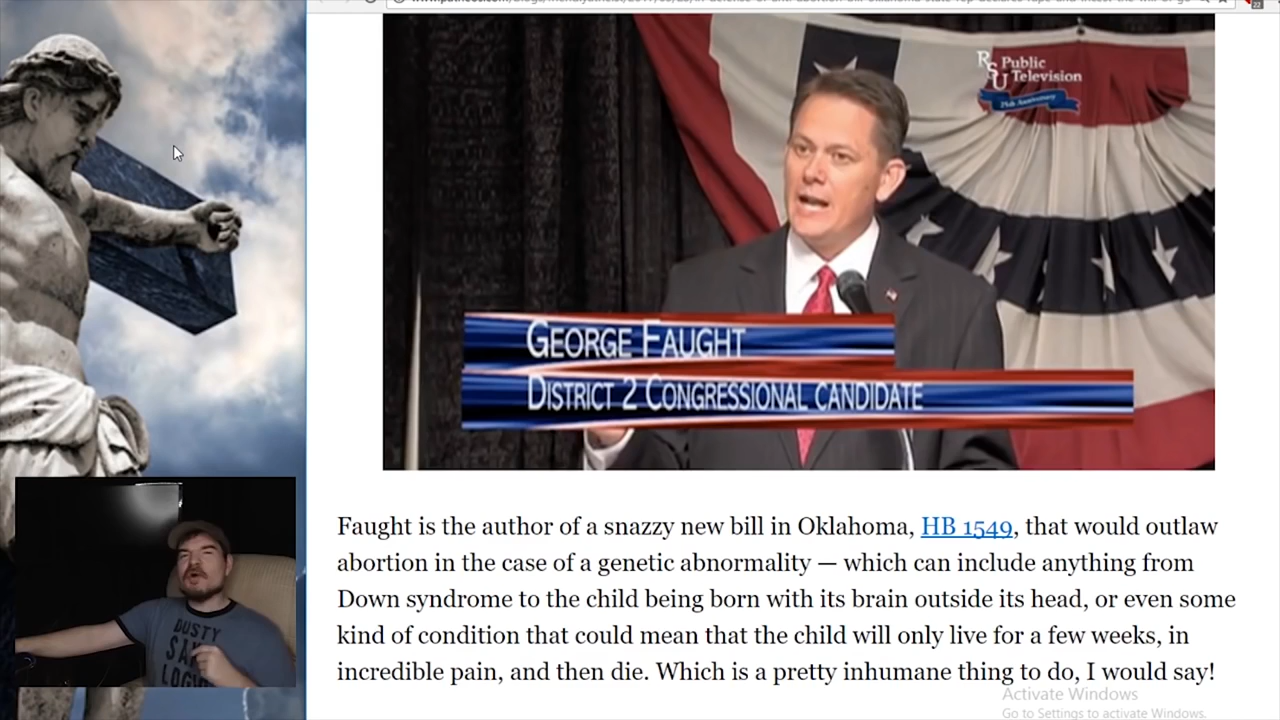 RSU Public
Television
25th Anniversary
GEORGE FAUGHT
DISTRICT 2 CONGRESSIONAL CANDIDATE
DUSTY
Faught is the author of a snazzy new bill in Oklahoma, HB 1549, that would outlaw
abortion in the case of a genetic abnormality — which can include anything from
Down syndrome to the child being born with its brain outside its head, or even some
kind of condition that could mean that the child will only live for a few weeks, in
incredible pain, and then die. Which is a pretty inhumane thing to do, I would say!
Activate Windows
Go to Settings to activate Windows.